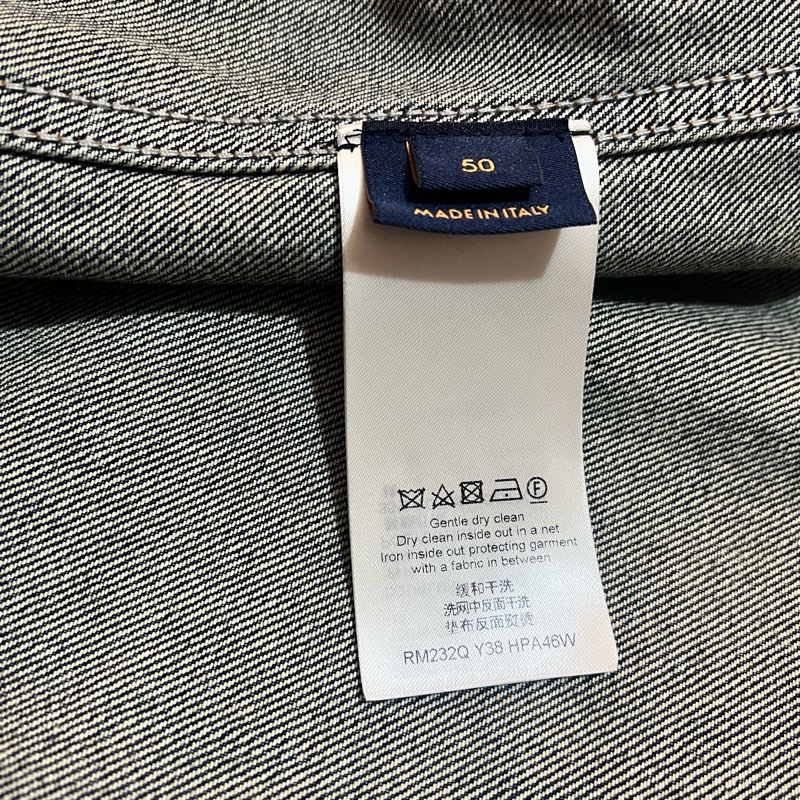 50
MADE IN ITALY
F
Gentle dry clean
Dry clean inside out in a net
Iron inside out protecting garment
with a fabric in between
缓和干洗
洗网中反面干洗
垫布反面熨烫
RM232Q Y38 HPA46W